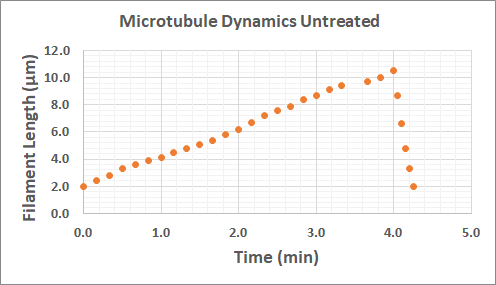 Microtubule Dynamics Untreated
12.0
10.0
8.0
6.0
4.0
2.0
0.0
0.0 1.0 2.0 3.0 4.0 5.0
Filament Length (µm)
Time (min)